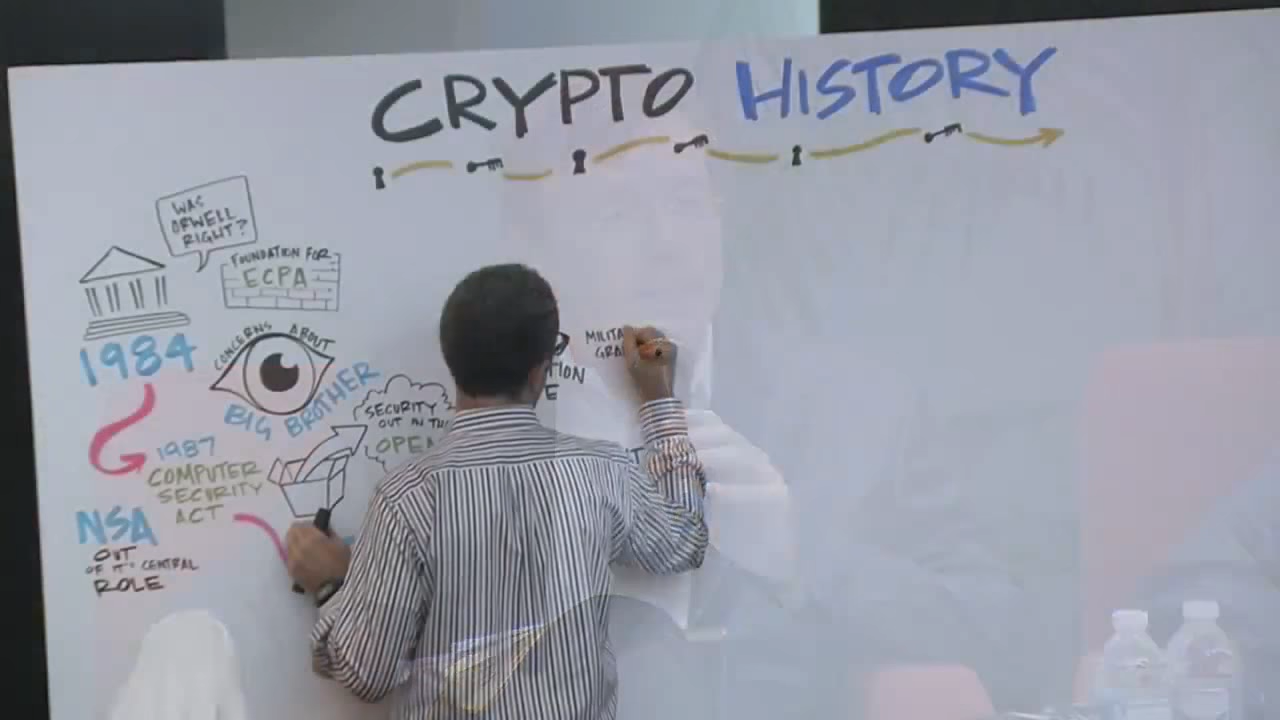 CRYPTO HISTORY
WAS
ORWELL
RIGHT?
FOUNDATION FOR
ECPA
1984
CONCERNS ABOUT
BIG BROTHER
1987
COMPUTER
SECURITY
ACT
SECURITY
OUT IN
OPEN
NSA
OUT
OF IT'S CENTRAL
ROLE